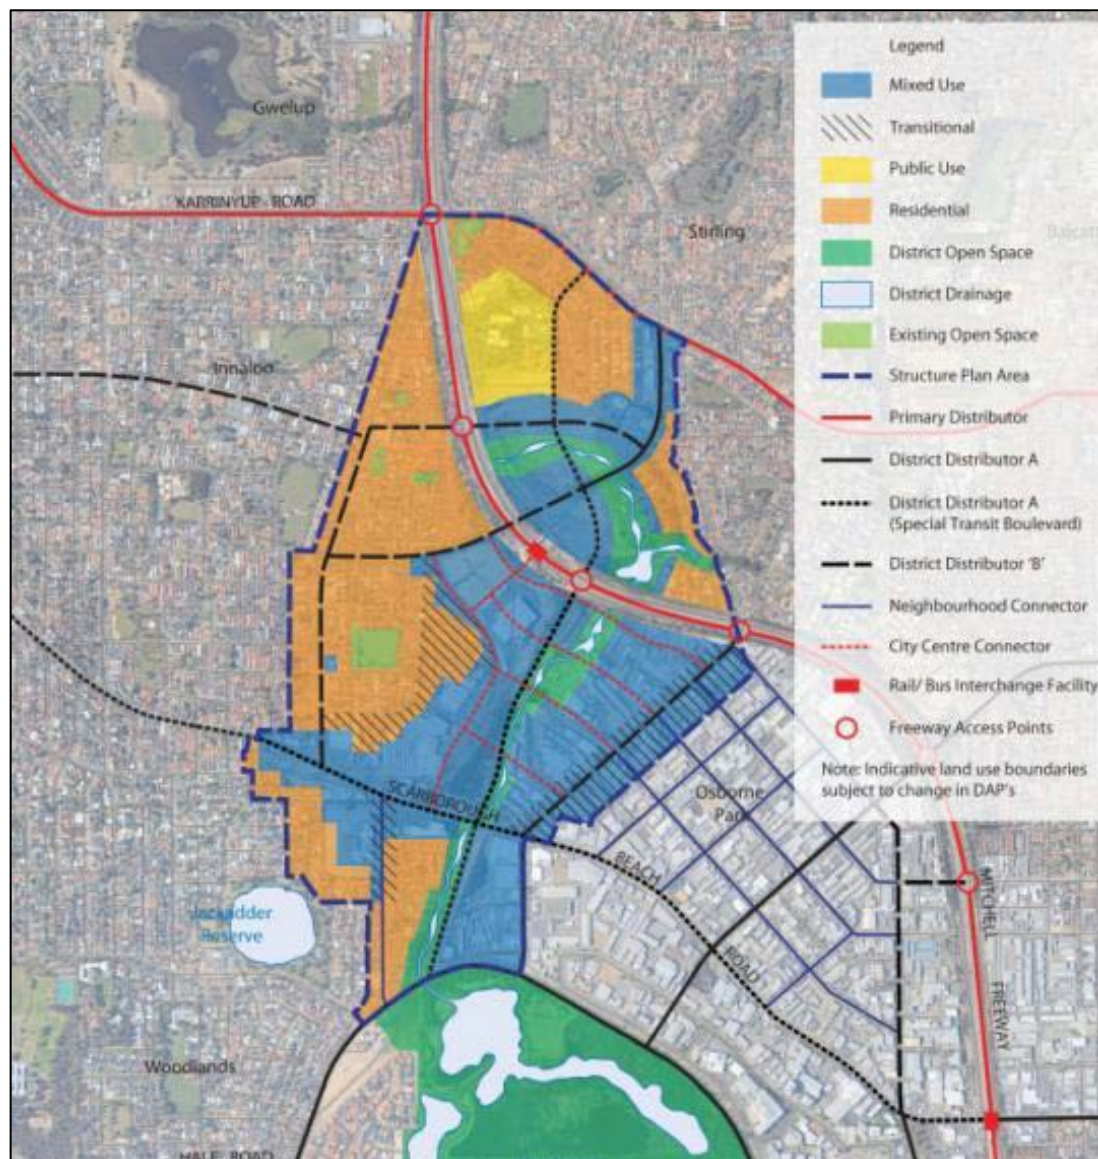 Legend
Mixed Use
Transitional
Public Use
Residential
District Open Space
District Drainage
Existing Open Space
Structure Plan Area
Primary Distributor
District Distributor A
District Distributor A
(Special Transit Boulevard)
District Distributor 'B'
Neighbourhood Connector
City Centre Connector
Rail/ Bus Interchange Facility
Freeway Access Points
Note: Indicative land use boundaries
subject to change in DAP's
Gwelup
KARRINYUP ROAD
Stirling
Innaloo
SCARBOROUGH
BEACH
ROAD
Osborne
Park
Jackadder
Reserve
MITCHELL
FREEWAY
Woodlands
HALE ROAD